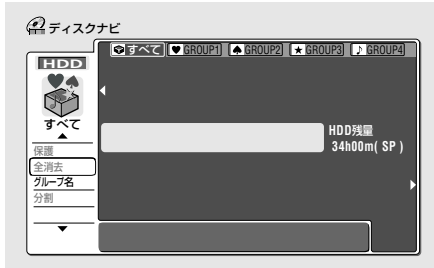 ディスクナビ
すべて GROUP1 GROUP2 GROUP3 GROUP4
HDD
すべて
保護
全消去
グループ名
分割
HDD残量
34h00m( SP )